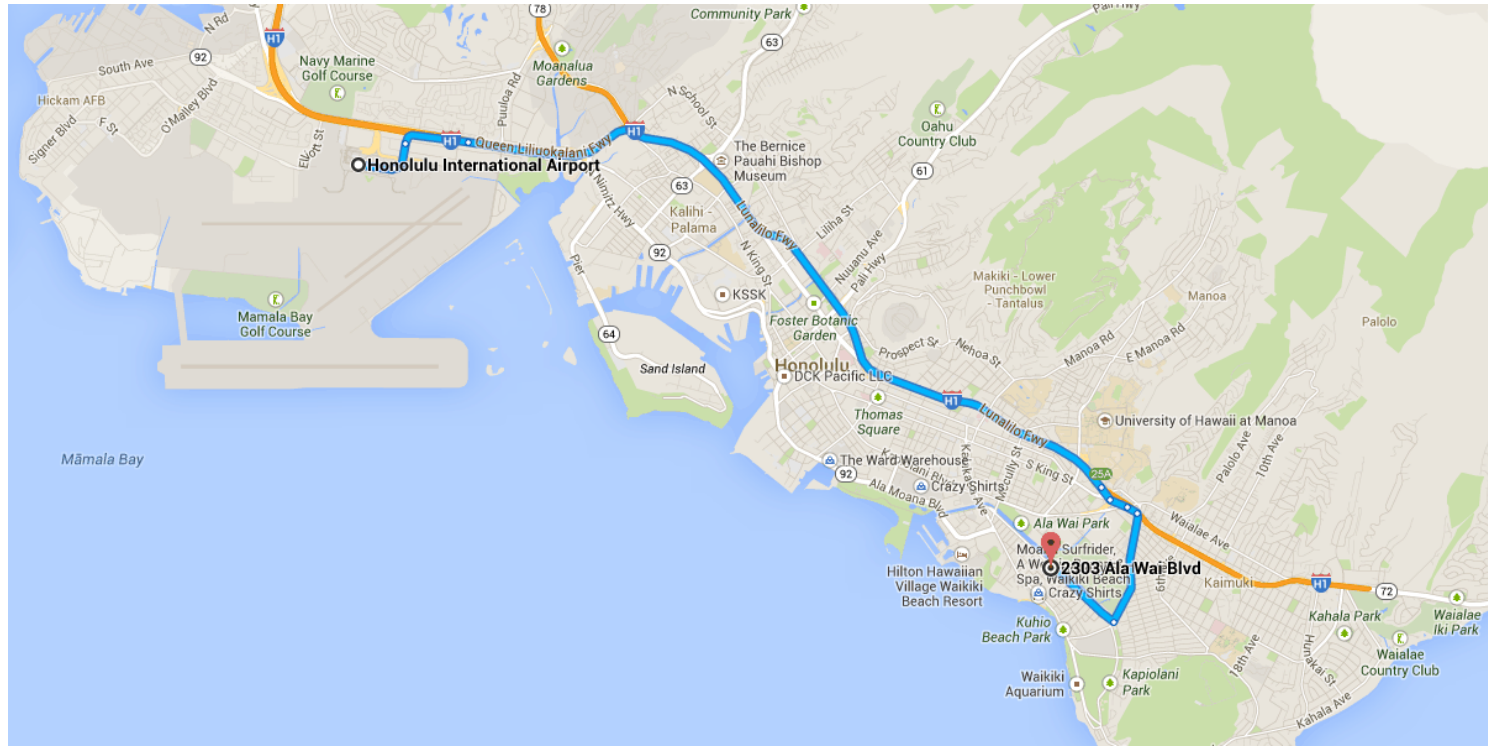 78
Community Park
Pali Hwy
N Rd
H1
92
63
Navy Marine
Golf Course
Moanalua
Gardens
South Ave
Hickam AFB
O'Malley Blvd
Puuloa Rd
N School St
Oahu
Country Club
F St
Signer Blvd
Elliott St
H1
Queen Liliuokalani Fwy
H1
Honolulu International Airport
The Bernice
Pauahi Bishop
Museum
61
63
N Nimitz Hwy
Kalihi -
Palama
Lunalilo Fwy
Liliha St
92
N King St
Nuuanu Ave
Pali Hwy
Pier
Makiki - Lower
Punchbowl
- Tantalus
Manoa
KSSK
Mamala Bay
Golf Course
Foster Botanic
Garden
Palolo
64
Prospect St
Nehoa St
Manoa Rd
E Manoa Rd
Sand Island
Honolulu
DCK Pacific LLC
H1
Thomas
Square
Lunalilo Fwy
University of Hawaii at Manoa
Māmala Bay
The Ward Warehouse
S King St
25A
Palolo Ave
10th Ave
92
Crazy Shirts
McCully St
Ala Moana Blvd
Ala Wai Park
Waialae Ave
Hilton Hawaiian
Village Waikiki
Beach Resort
Surfrider,
Spa, Waikiki Beach
2303 Ala Wai Blvd
6th
Crazy Shirts
Kaimuki
H1
72
Kuhio
Beach Park
Kahala Park
Waialae
Iki Park
Waialae
Country Club
Hunakai St
18th Ave
Waikiki
Aquarium
Kapiolani
Park
Kahala Ave